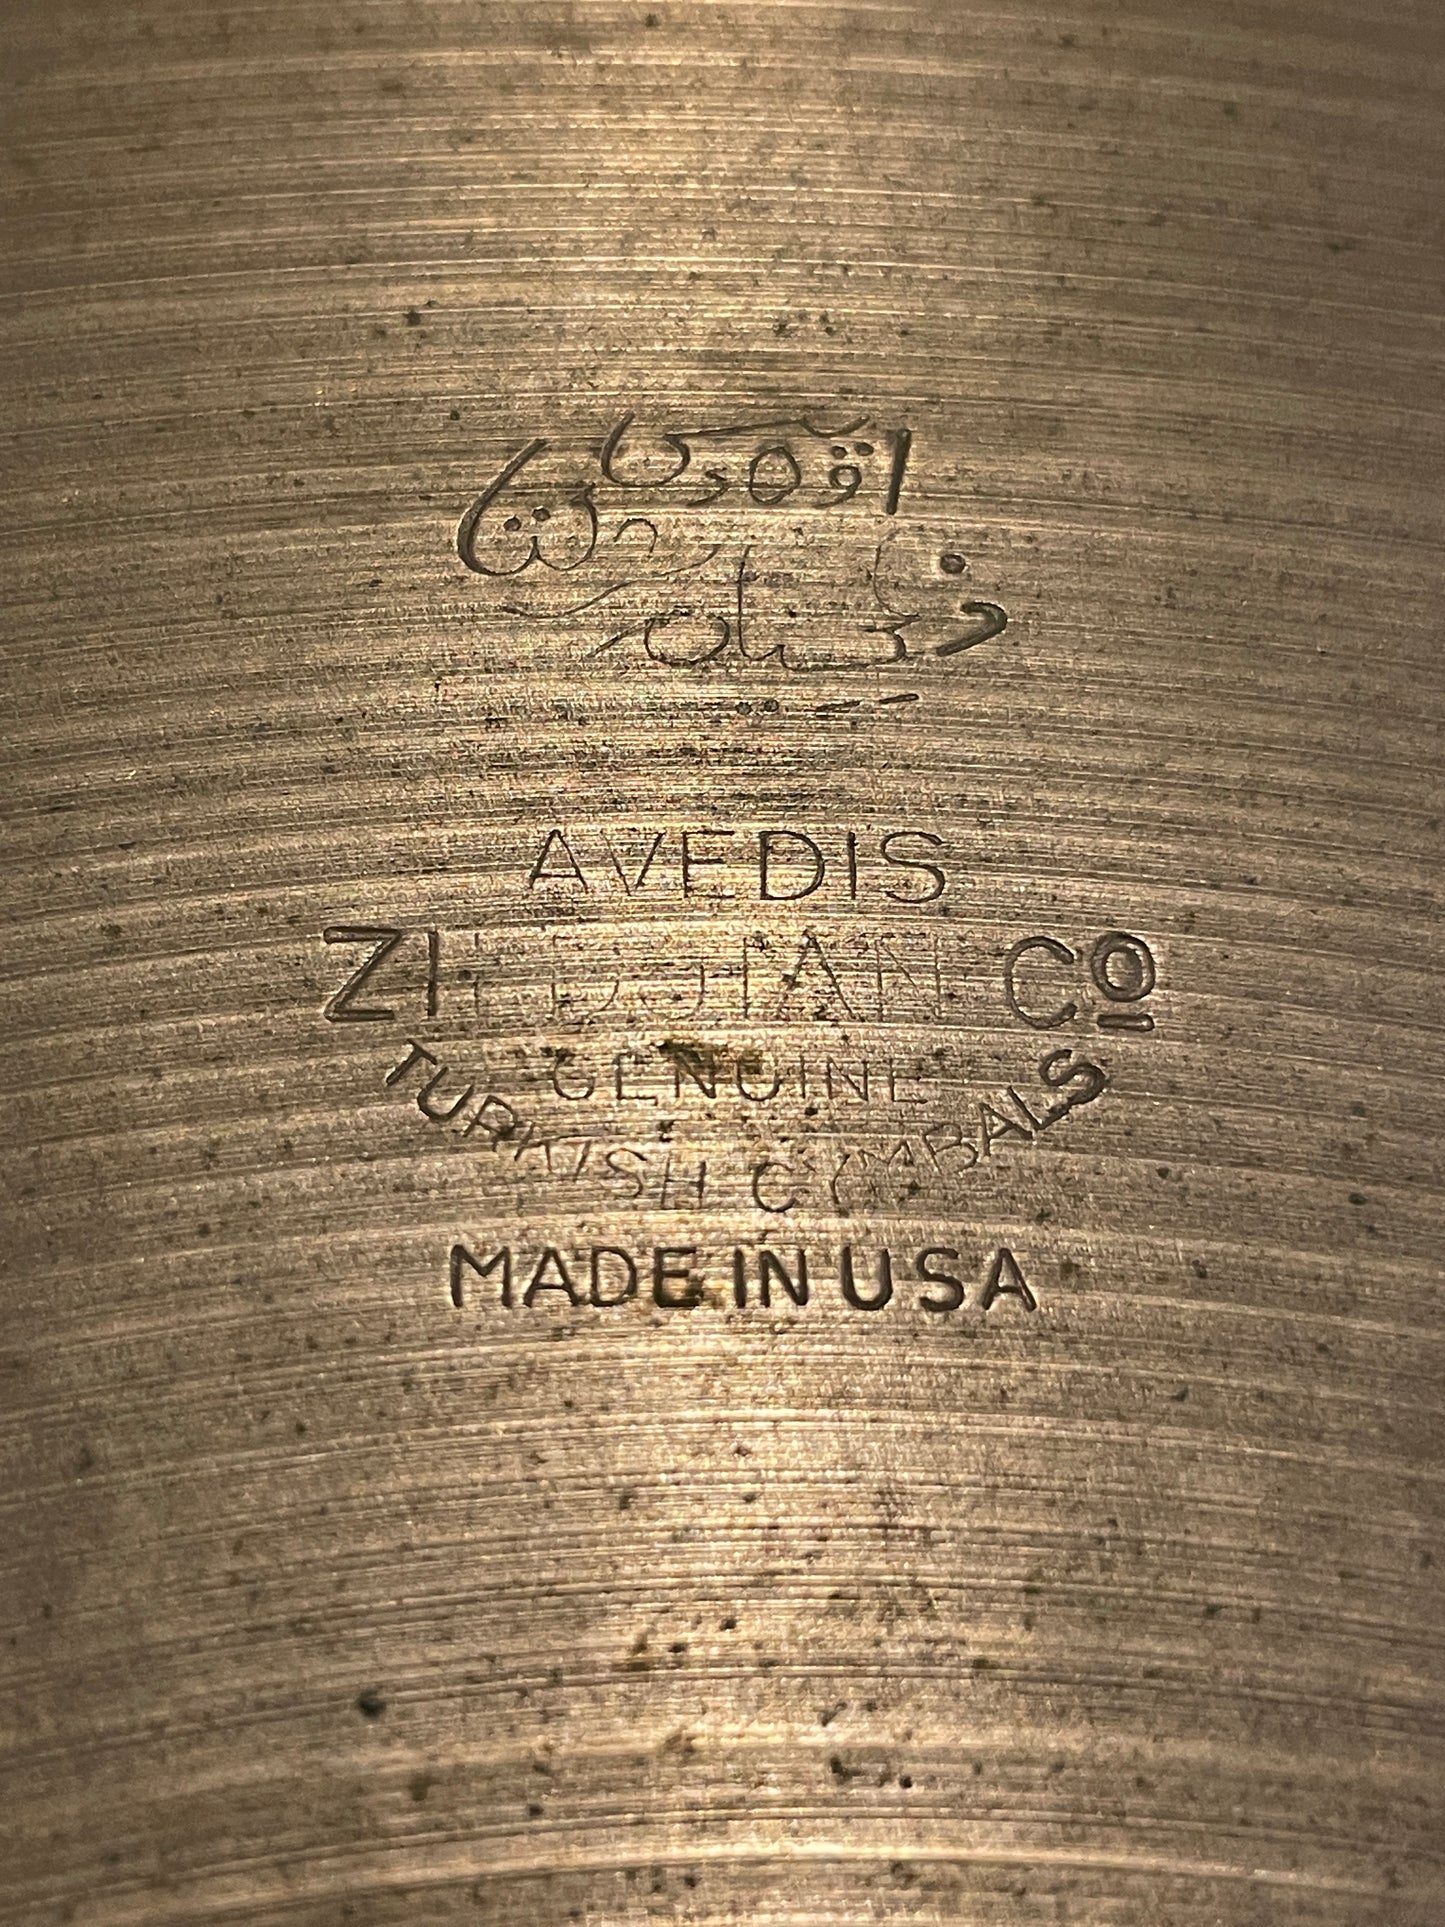 AVEDIS
ZILDJIAN Cº
GENUINE
TURKISH CYMBALS
MADE IN USA